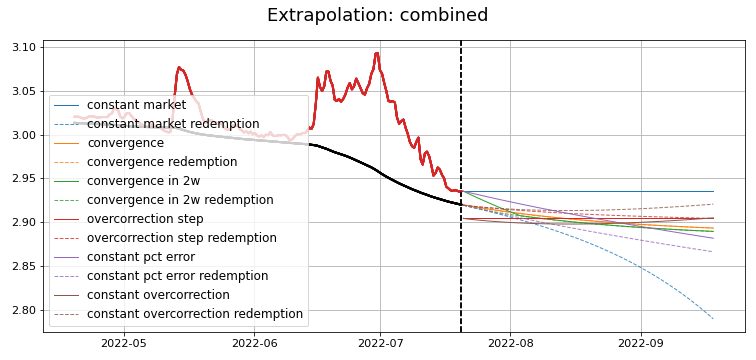 Extrapolation: combined
3.10
3.05
3.00
2.95
2.90
2.85
2.80
constant market
constant market redemption
convergence
convergence redemption
convergence in 2w
convergence in 2w redemption
overcorrection step
overcorrection step redemption
constant pct error
constant pct error redemption
constant overcorrection
constant overcorrection redemption
2022-05 2022-06 2022-07 2022-08 2022-09